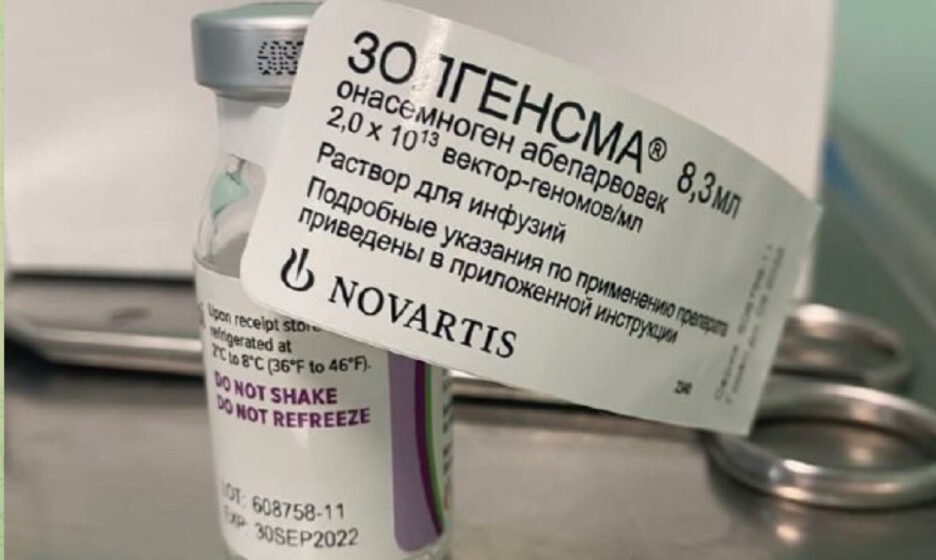 ЗОЛГЕНСМА® 8,3 мл
онасемноген абепарвовек
2,0 x 10¹³ вектор-геномов/мл
Раствор для инфузий
Подробные указания по применению препарата
приведены в приложенной инструкции
NOVARTIS
Upon receipt store
refrigerated at
2°C to 8°C (36°F to 46°F).
DO NOT SHAKE
DO NOT REFREEZE
LOT: 608758-11
EXP: 30SEP2022